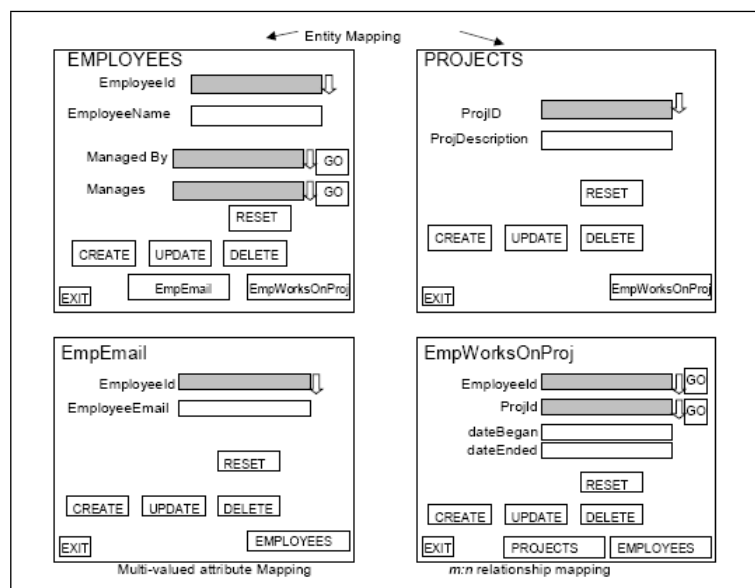 Entity Mapping
EMPLOYEES
EmployeeId
EmployeeName
Managed By
GO
Manages
GO
RESET
CREATE UPDATE DELETE
EmpEmail EmpWorksOnProj
EXIT
PROJECTS
ProjID
ProjDescription
RESET
CREATE UPDATE DELETE
EXIT
EmpWorksOnProj
EmpEmail
EmployeeId
EmployeeEmail
RESET
CREATE UPDATE DELETE
EXIT
EMPLOYEES
Multi-valued attribute Mapping
EmpWorksOnProj
EmployeeId
GO
ProjId
GO
dateBegan
dateEnded
RESET
CREATE UPDATE DELETE
EXIT PROJECTS EMPLOYEES
m:n relationship mapping